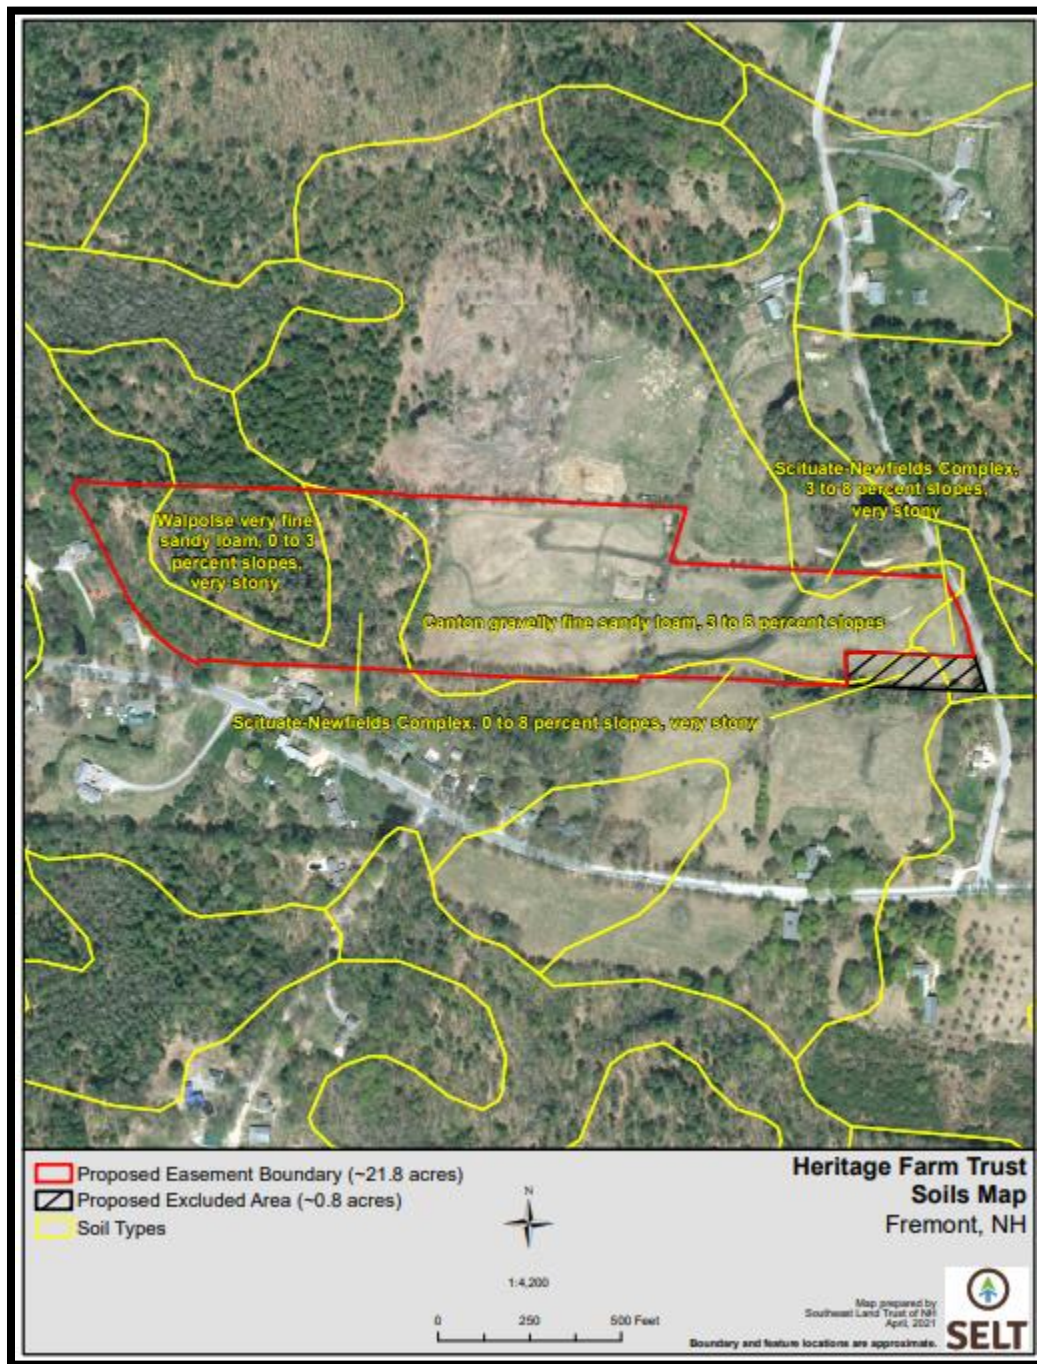 Scituate-Newfields Complex,
3 to 8 percent slopes,
very stony
Walpolse very fine
sandy loam, 0 to 3
percent slopes,
very stony
Canton gravelly fine sandy loam, 3 to 8 percent slopes
Scituate-Newfields Complex, 0 to 8 percent slopes, very stony
Proposed Easement Boundary (~21.8 acres)
Proposed Excluded Area (~0.8 acres)
Soil Types
N
1:4,200
0 250 500 Feet
Heritage Farm Trust
Soils Map
Fremont, NH
Map prepared by
Southeast Land Trust of NH
April, 2021
Boundary and feature locations are approximate.
SELT